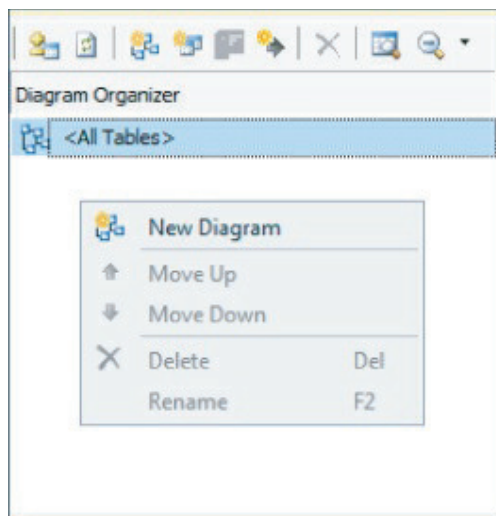 Diagram Organizer
<All Tables>
New Diagram
Move Up
Move Down
Delete Del
Rename F2